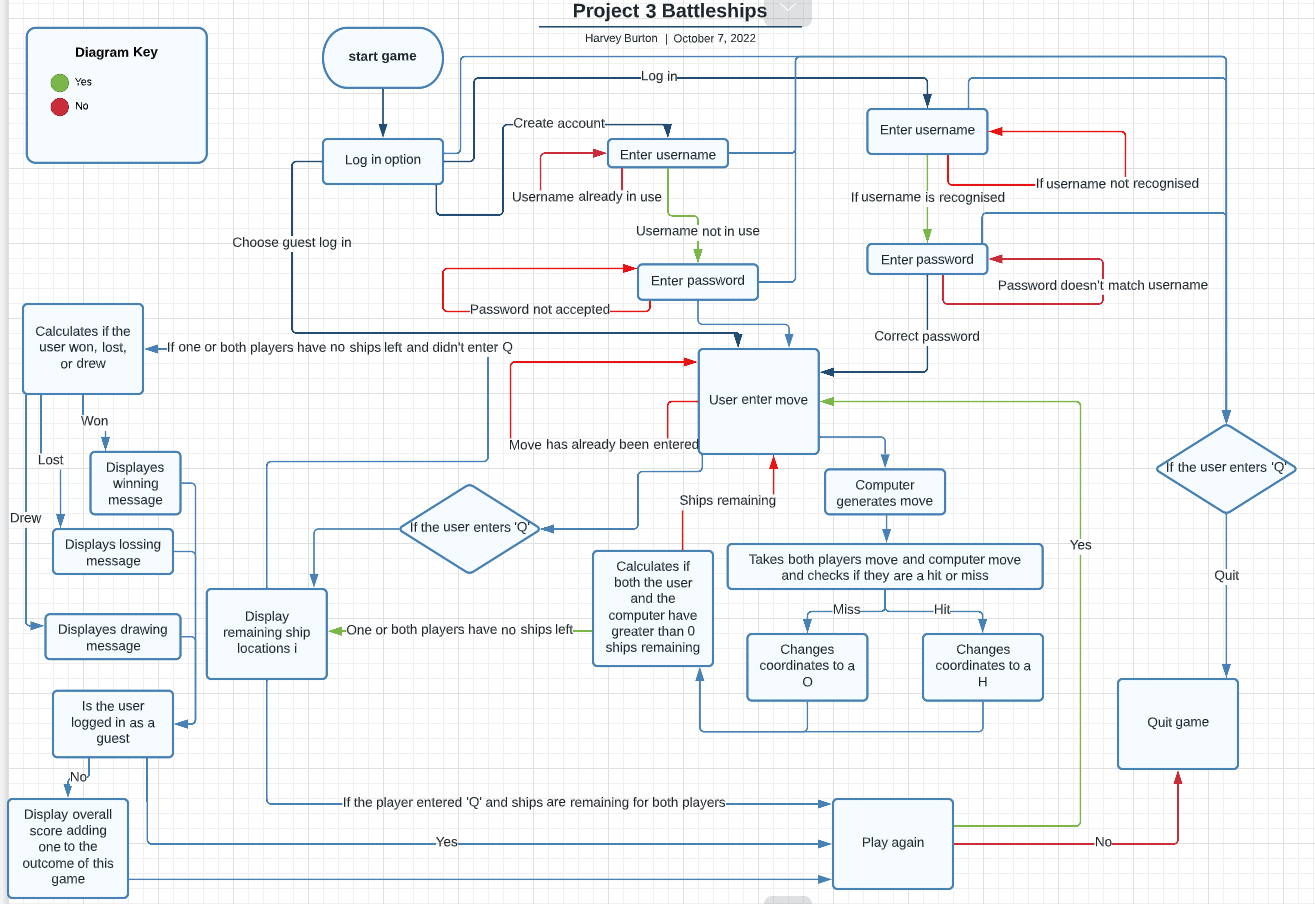 Project 3 Battleships
Harvey Burton | October 7, 2022
Diagram Key
Yes
No
start game
Log in
Create account
Log in option
Enter username
Enter username
Username already in use
If username not recognised
If username is recognised
Username not in use
Choose guest log in
Enter password
Enter password
Password doesn't match username
Password not accepted
Correct password
Calculates if the
user won, lost,
or drew
If one or both players have no ships left and didn't enter Q
User enter move
Won
Move has already been entered
Lost
Displayes
winning
message
If the user enters 'Q'
Computer
generates move
Ships remaining
Drew
If the user enters 'Q'
Displays lossing
message
Yes
Takes both players move and computer move
and checks if they are a hit or miss
Quit
Calculates if
both the user
and the
computer have
greater than 0
ships remaining
Miss
Hit
Display
remaining ship
locations i
Displayes drawing
message
One or both players have no ships left
Changes
coordinates to a
O
Changes
coordinates to a
H
Is the user
logged in as a
guest
Quit game
No
If the player entered 'Q' and ships are remaining for both players
Display overall
score adding
one to the
outcome of this
game
Yes
Play again
No